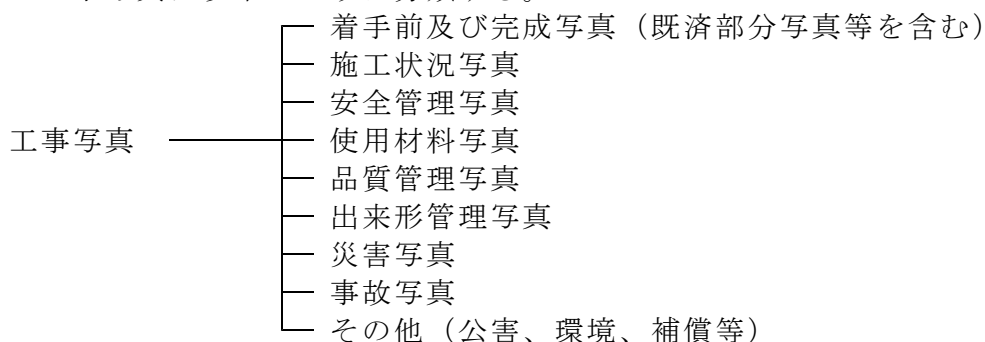 着手前及び完成写真（既済部分写真等を含む）
施工状況写真
安全管理写真
工事写真
使用材料写真
品質管理写真
出来形管理写真
災害写真
事故写真
その他（公害、環境、補償等）